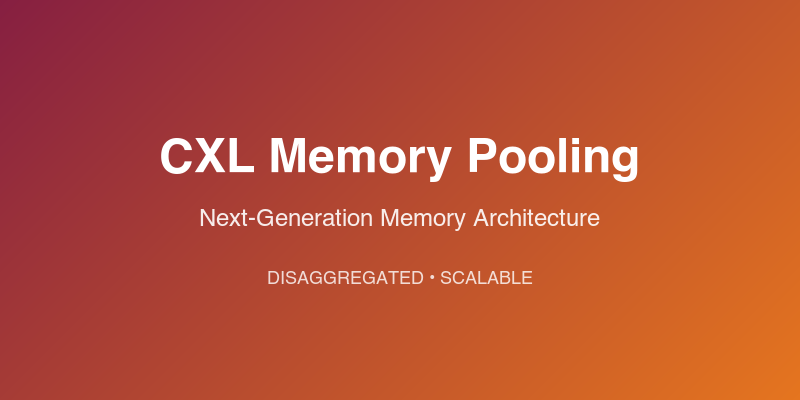 CXL Memory Pooling
Next-Generation Memory Architecture
DISAGGREGATED • SCALABLE